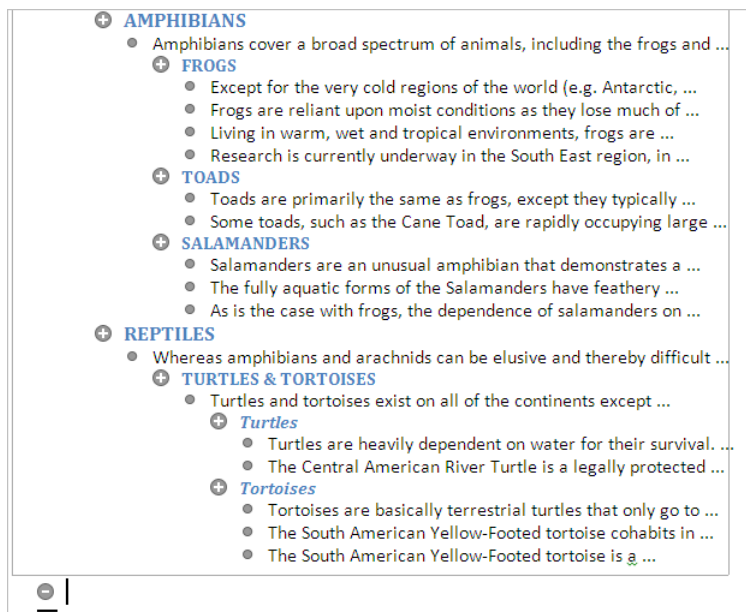 AMPHIBIANS
Amphibians cover a broad spectrum of animals, including the frogs and ...
FROGS
Except for the very cold regions of the world (e.g. Antarctic, ...
Frogs are reliant upon moist conditions as they lose much of ...
Living in warm, wet and tropical environments, frogs are ...
Research is currently underway in the South East region, in ...
TOADS
Toads are primarily the same as frogs, except they typically ...
Some toads, such as the Cane Toad, are rapidly occupying large ...
SALAMANDERS
Salamanders are an unusual amphibian that demonstrates a ...
The fully aquatic forms of the Salamanders have feathery ...
As is the case with frogs, the dependence of salamanders on ...
REPTILES
Whereas amphibians and arachnids can be elusive and thereby difficult ...
TURTLES & TORTOISES
Turtles and tortoises exist on all of the continents except ...
Turtles
Turtles are heavily dependent on water for their survival. ...
The Central American River Turtle is a legally protected ...
Tortoises
Tortoises are basically terrestrial turtles that only go to ...
The South American Yellow-Footed tortoise cohabits in ...
The South American Yellow-Footed tortoise is a ...